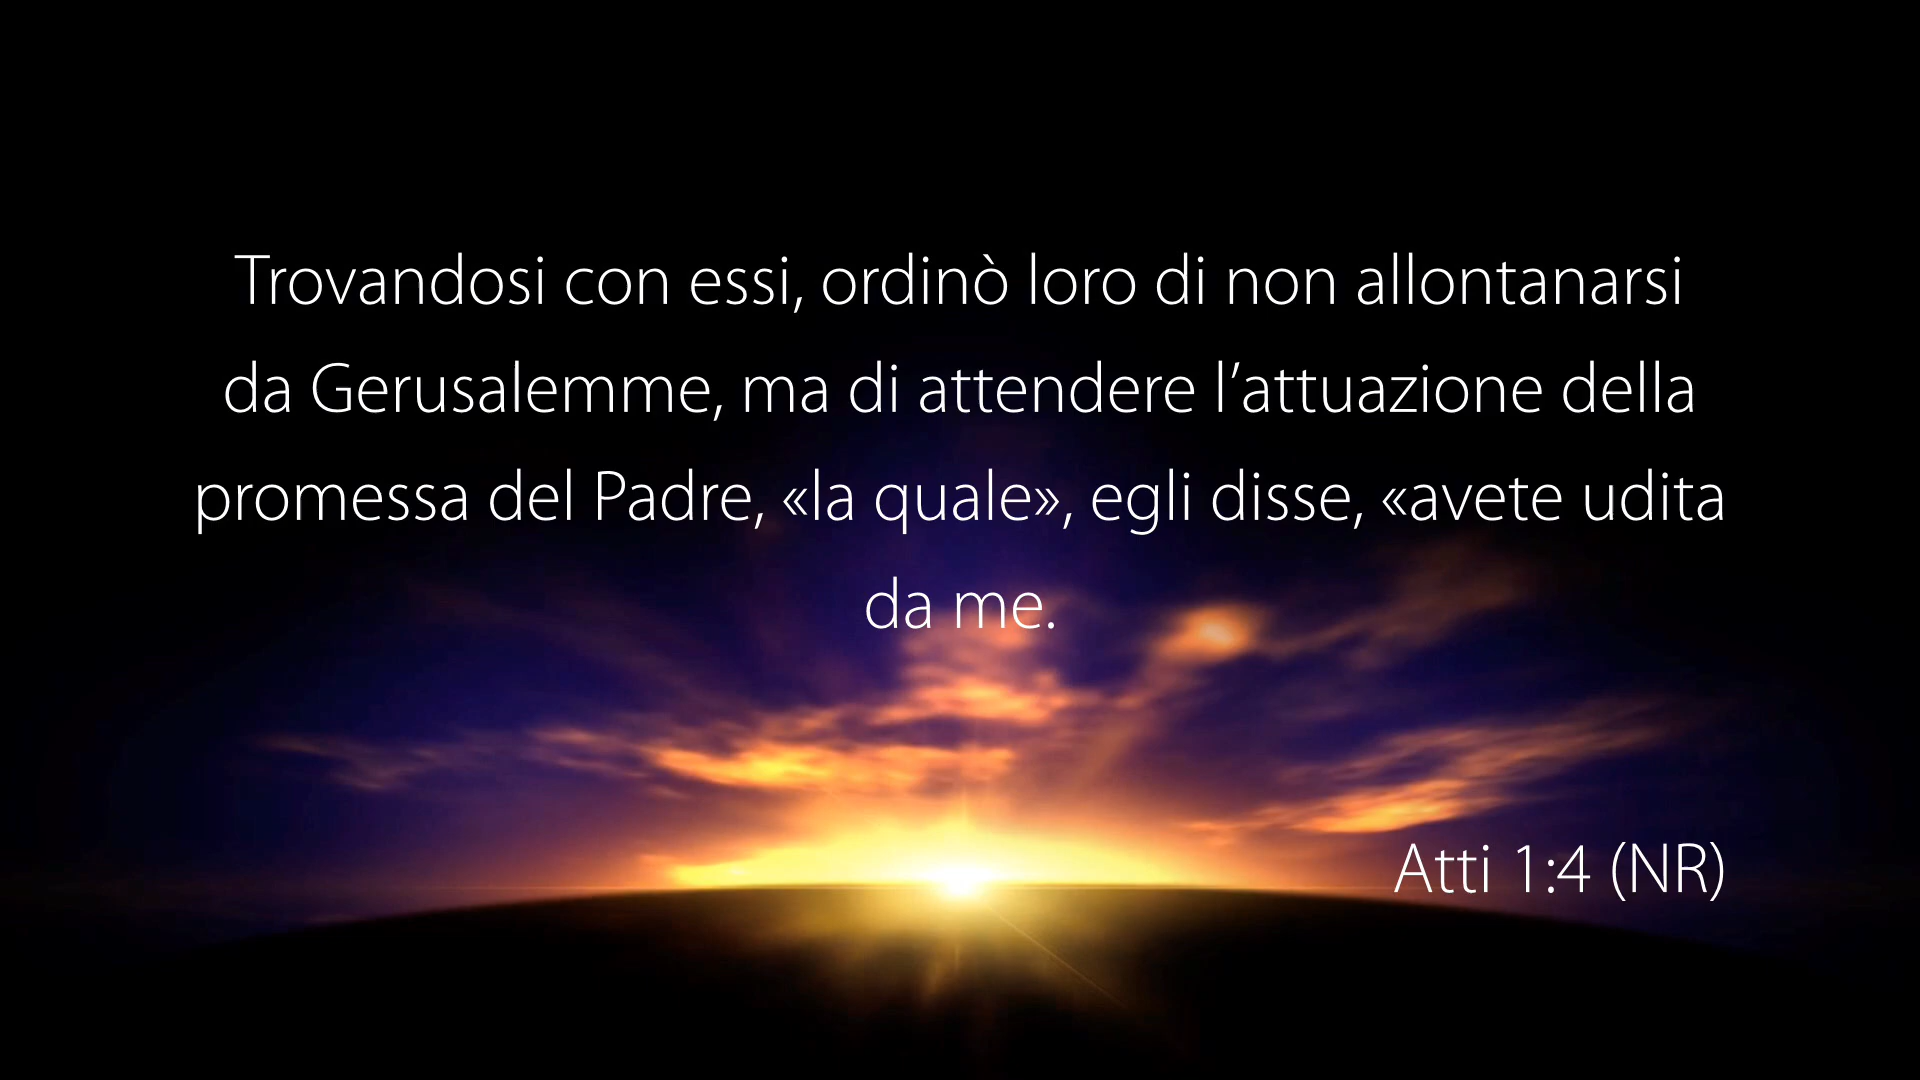 Trovandosi con essi, ordinò loro di non allontanarsi
da Gerusalemme, ma di attendere l’attuazione della
promessa del Padre, «la quale», egli disse, «avete udita
da me.
Atti 1:4 (NR)